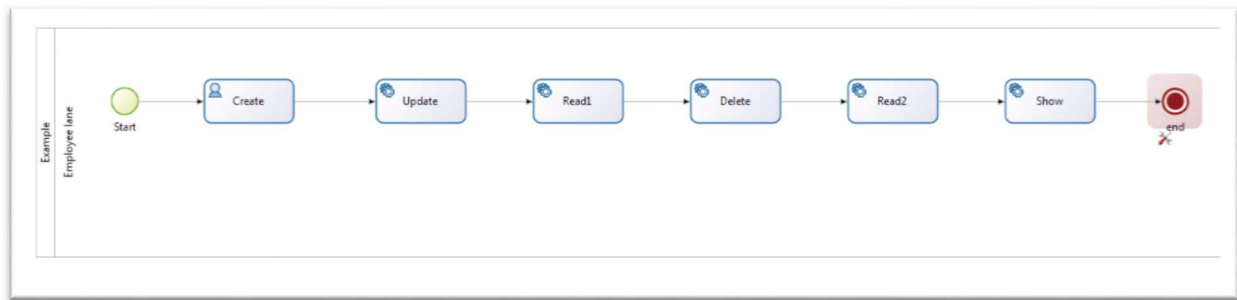 Example
Employee lane
Start
Create
Update
Read1
Delete
Read2
Show
end